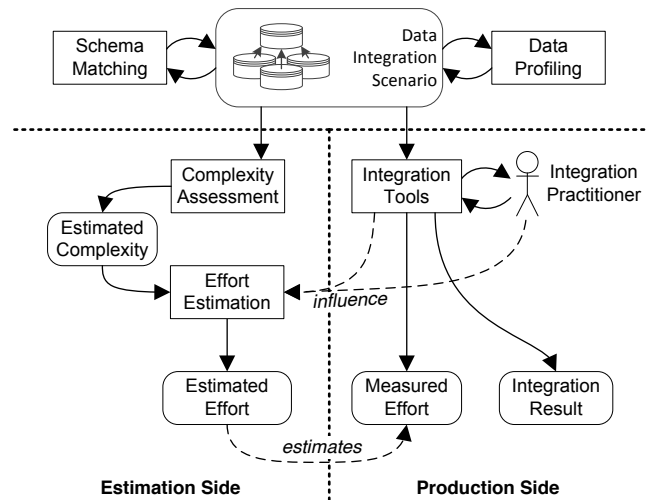 Schema
Matching
Data
Integration
Scenario
Data
Profiling
Complexity
Assessment
Integration
Tools
Integration
Practitioner
Estimated
Complexity
Effort
Estimation
influence
Estimated
Effort
Measured
Effort
Integration
Result
estimates
Estimation Side
Production Side